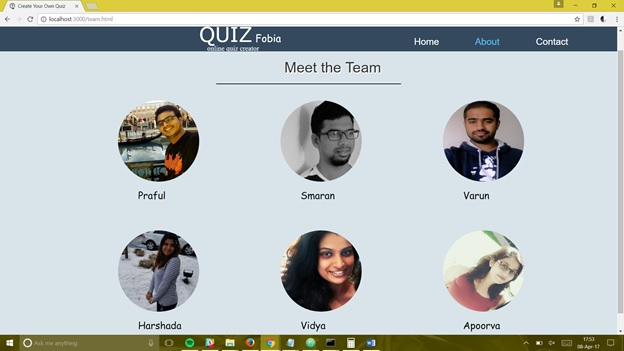 Create Your Own Quiz
localhost:3000/team.html
QUIZ Fobia
online quiz creator
Home About Contact
Meet the Team
Praful Smaran Varun
Harshada Vidya Apoorva
Ask me anything
17:53
08-Apr-17